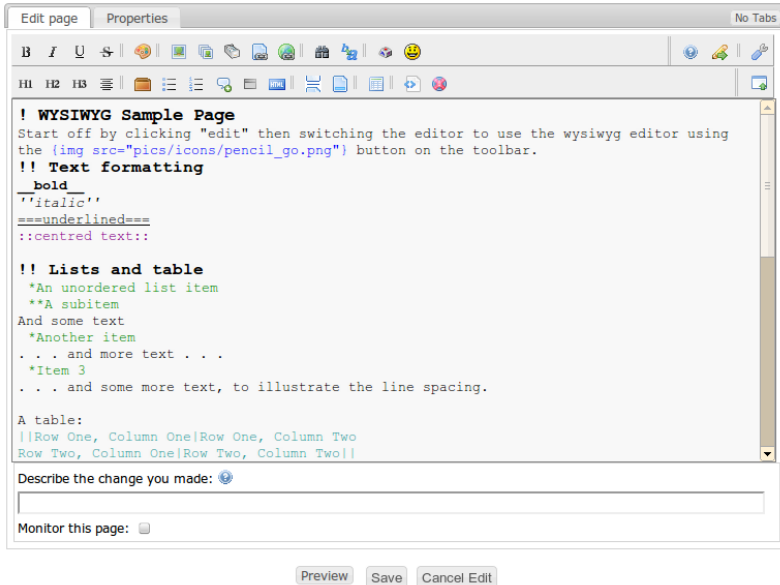 Edit page Properties No Tabs
B I U S
H1 H2 H3 HTML
! WYSIWYG Sample Page
Start off by clicking "edit" then switching the editor to use the wysiwyg editor using
the {img src="pics/icons/pencil_go.png"} button on the toolbar.
!! Text formatting
__bold__
''italic''
===underlined===
::centred text::
!! Lists and table
*An unordered list item
**A subitem
And some text
*Another item
. . . and more text . . .
*Item 3
. . . and some more text, to illustrate the line spacing.
A table:
||Row One, Column One|Row One, Column Two
Row Two, Column One|Row Two, Column Two||
Describe the change you made:
Monitor this page:
Preview Save Cancel Edit